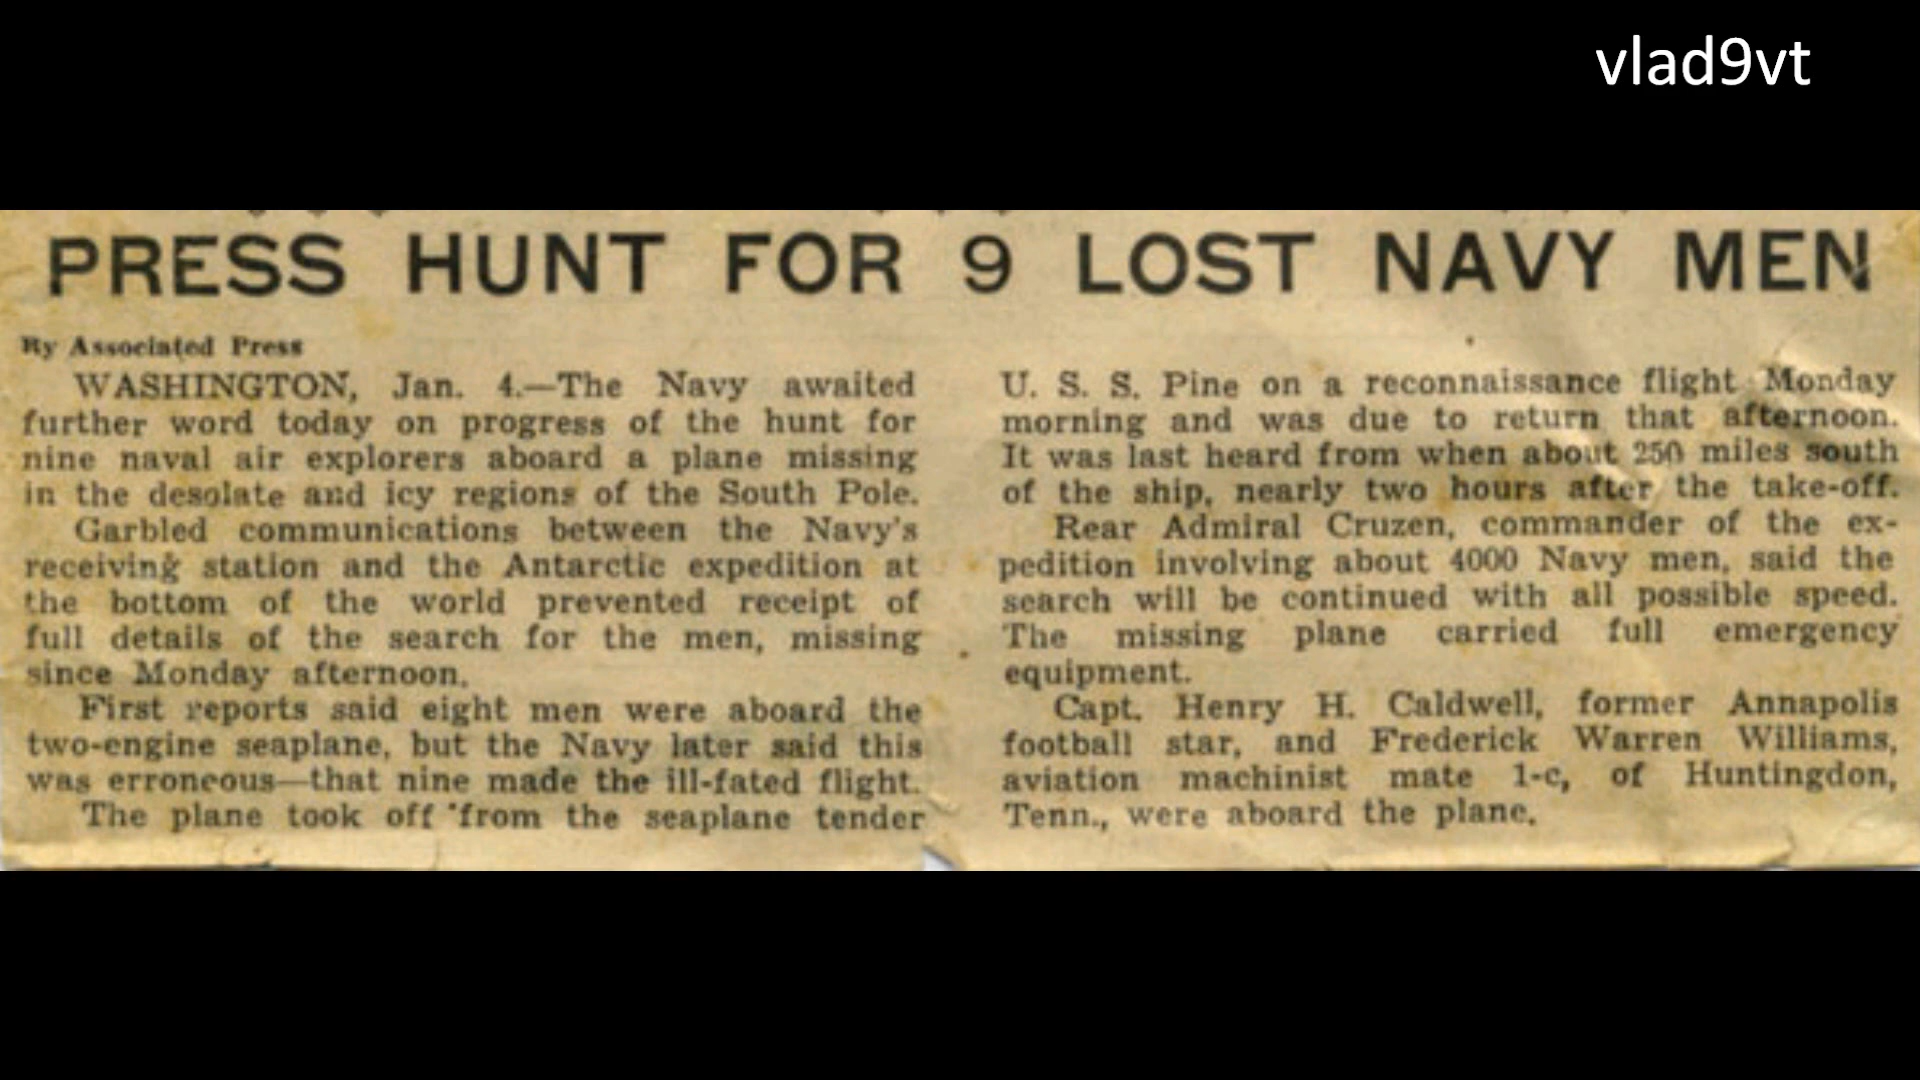 vlad9vt
PRESS HUNT FOR 9 LOST NAVY MEN
By Associated Press
WASHINGTON, Jan. 4.—The Navy awaited
further word today on progress of the hunt for
nine naval air explorers aboard a plane missing
in the desolate and icy regions of the South Pole.
Garbled communications between the Navy's
receiving station and the Antarctic expedition at
the bottom of the world prevented receipt of
full details of the search for the men, missing
since Monday afternoon.
First reports said eight men were aboard the
two-engine seaplane, but the Navy later said this
was erroneous—that nine made the ill-fated flight.
The plane took off from the seaplane tender
U. S. S. Pine on a reconnaissance flight Monday
morning and was due to return that afternoon.
It was last heard from when about 250 miles south
of the ship, nearly two hours after the take-off.
Rear Admiral Cruzen, commander of the ex-
pedition involving about 4000 Navy men, said the
search will be continued with all possible speed.
The missing plane carried full emergency
equipment.
Capt. Henry H. Caldwell, former Annapolis
football star, and Frederick Warren Williams,
aviation machinist mate 1-c, of Huntingdon,
Tenn., were aboard the plane.